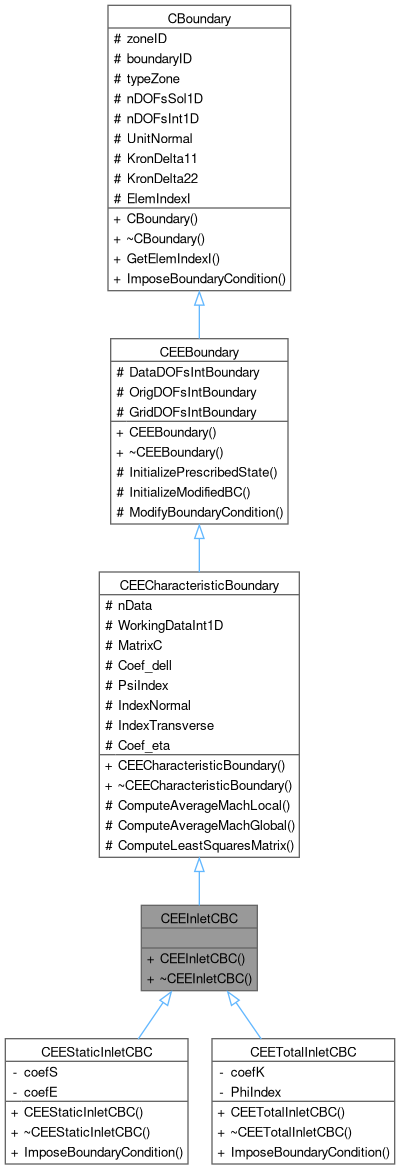 CBoundary
# zoneID
# boundaryID
# typeZone
# nDOFsSol1D
# nDOFsInt1D
# UnitNormal
# KronDelta11
# KronDelta22
# ElemIndexI
+ CBoundary()
+ ~CBoundary()
+ GetElemIndexI()
+ ImposeBoundaryCondition()
CEEBoundary
# DataDOFsIntBoundary
# OrigDOFsIntBoundary
# GridDOFsIntBoundary
+ CEEBoundary()
+ ~CEEBoundary()
# InitializePrescribedState()
# InitializeModifiedBC()
# ModifyBoundaryCondition()
CEECharacteristicBoundary
# nData
# WorkingDataInt1D
# MatrixC
# Coef_dell
# PsiIndex
# IndexNormal
# IndexTransverse
# Coef_eta
+ CEECharacteristicBoundary()
+ ~CEECharacteristicBoundary()
# ComputeAverageMachLocal()
# ComputeAverageMachGlobal()
# ComputeLeastSquaresMatrix()
CEEInletCBC
+ CEEInletCBC()
+ ~CEEInletCBC()
CEEStaticInletCBC
- coefS
- coefE
+ CEEStaticInletCBC()
+ ~CEEStaticInletCBC()
+ ImposeBoundaryCondition()
CEETotalInletCBC
- coefK
- PhiIndex
+ CEETotalInletCBC()
+ ~CEETotalInletCBC()
+ ImposeBoundaryCondition()